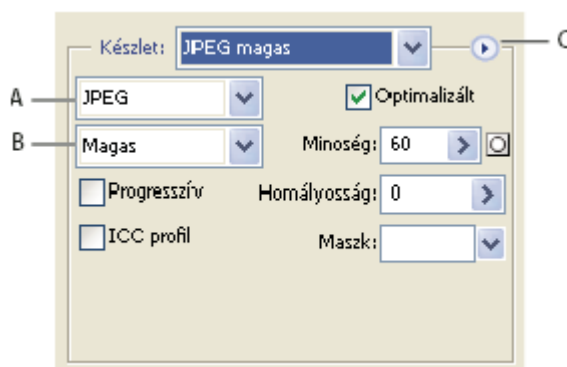 Készlet: JPEG magas
C
A
JPEG
Optimalizált
B
Magas
Minoség: 60
Progresszív
Homályosság: 0
ICC profil
Maszk: